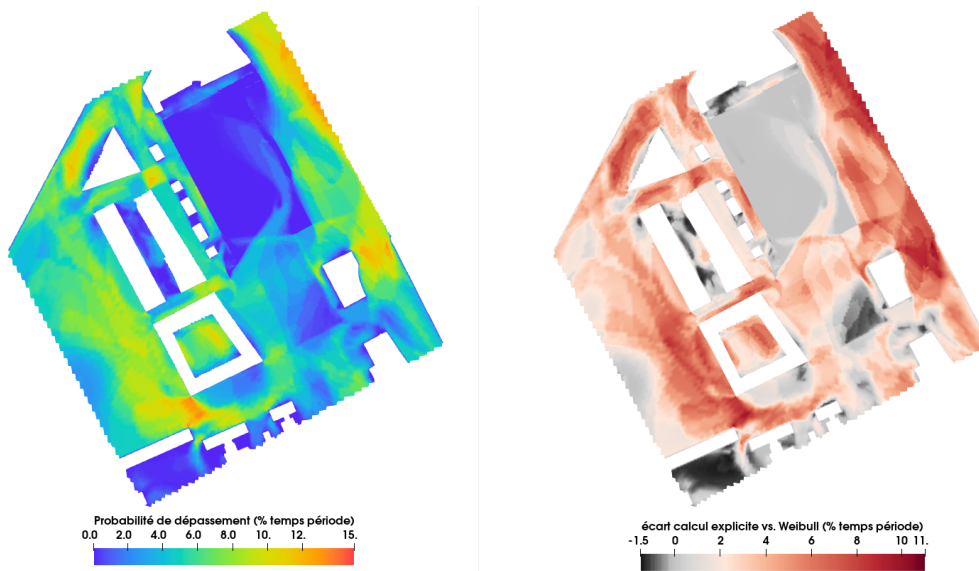 Probabilité de dépassement (% temps période)
0.0 2.0 4.0 6.0 8.0 10. 12. 15.
écart calcul explicite vs. Weibull (% temps période)
-1.5 0 2 4 6 8 10 11.